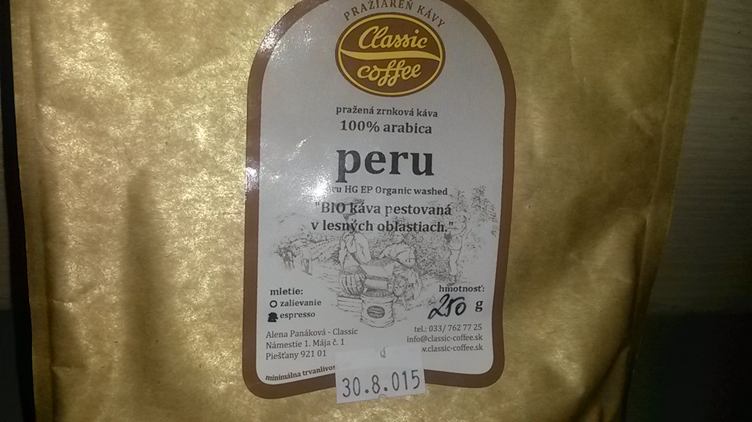 PRAŽIAREŇ KÁVY
Classic
coffee
pražená zrnková káva
100% arabica
peru
ru HG EP Organic washed
"BIO káva pestovaná
v lesných oblastiach."
mletie:
zalievanie
espresso
hmotnosť:
250 g
Alena Panáková - Classic
Námestie 1. Mája č. 1
Piešťany 921 01
tel.: 033/ 762 77 25
info@classic-coffee.sk
w.classic-coffee.sk
minimálna trvanlivos
30.8.015